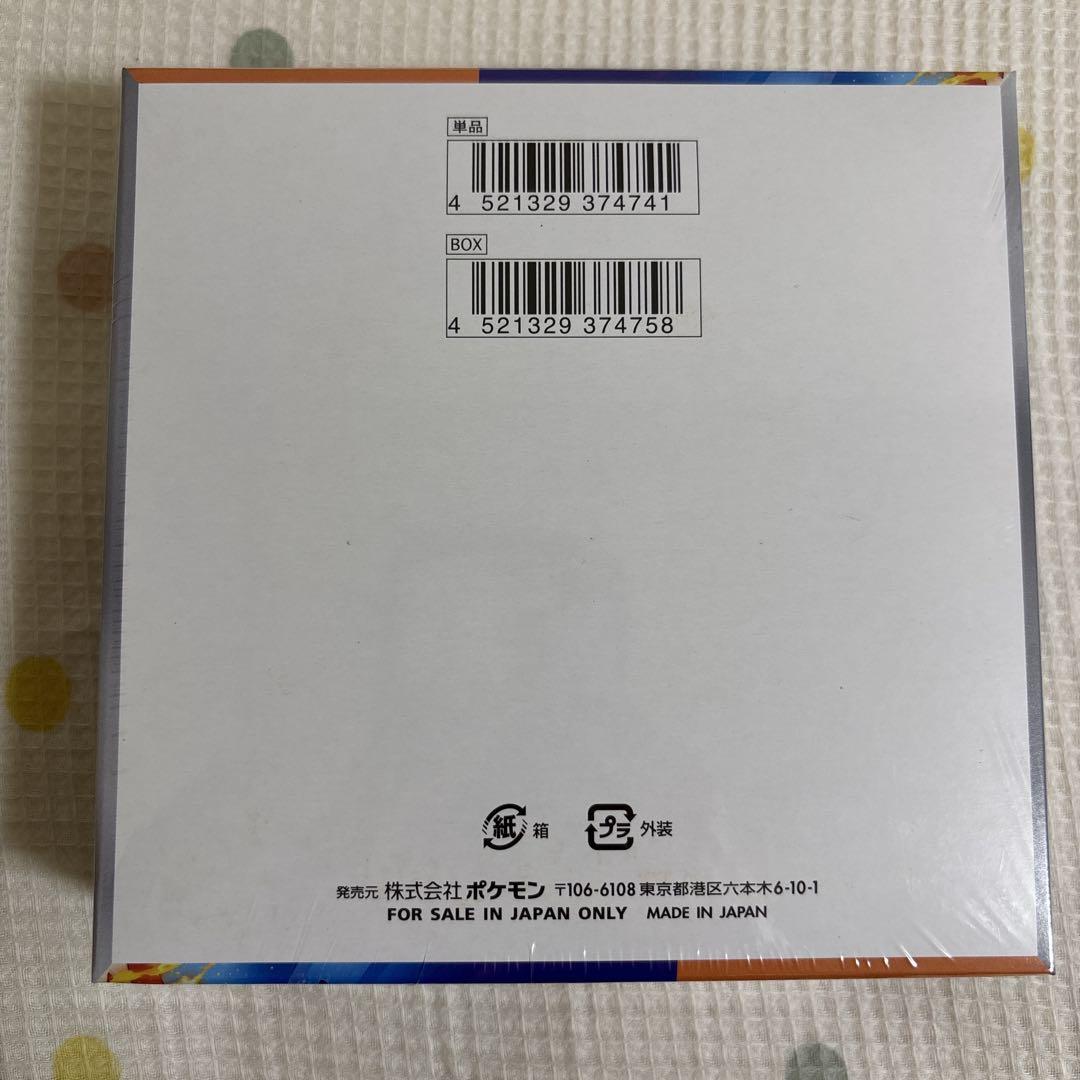 単品
4 521329 374741
BOX
4 521329 374758
紙 箱 プラ 外装
発売元 株式会社 ポケモン 〒106-6108 東京都港区六本木6-10-1
FOR SALE IN JAPAN ONLY MADE IN JAPAN